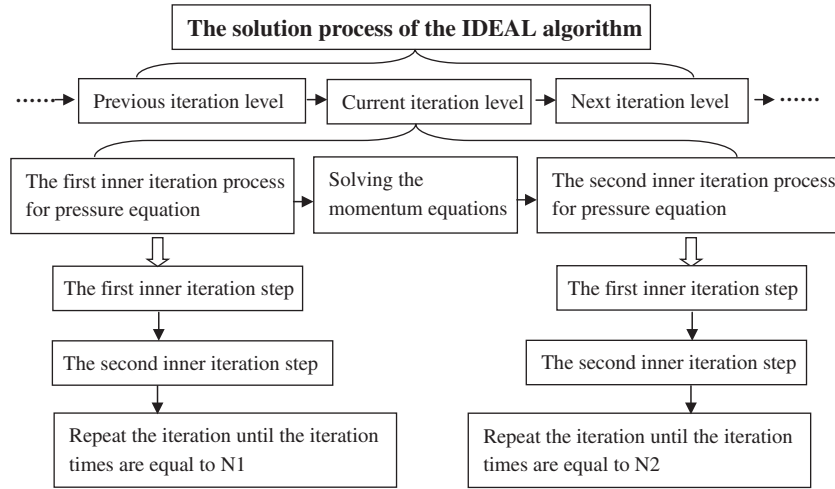 The solution process of the IDEAL algorithm
······ Previous iteration level Current iteration level Next iteration level ······
The first inner iteration process
for pressure equation
Solving the
momentum equations
The second inner iteration process
for pressure equation
The first inner iteration step
The first inner iteration step
The second inner iteration step
The second inner iteration step
Repeat the iteration until the iteration
times are equal to N1
Repeat the iteration until the iteration
times are equal to N2